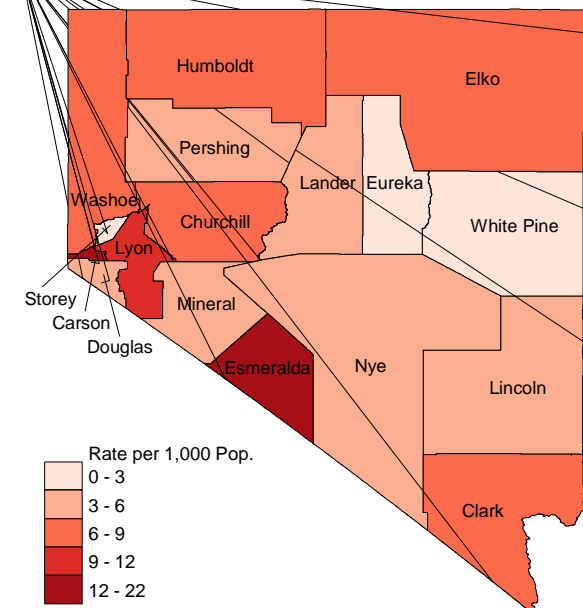 Humboldt
Elko
Pershing
Lander
Eureka
Washoe
Churchill
White Pine
Lyon
Storey
Carson
Douglas
Mineral
Esmeralda
Nye
Lincoln
Clark
Rate per 1,000 Pop.
0 - 3
3 - 6
6 - 9
9 - 12
12 - 22